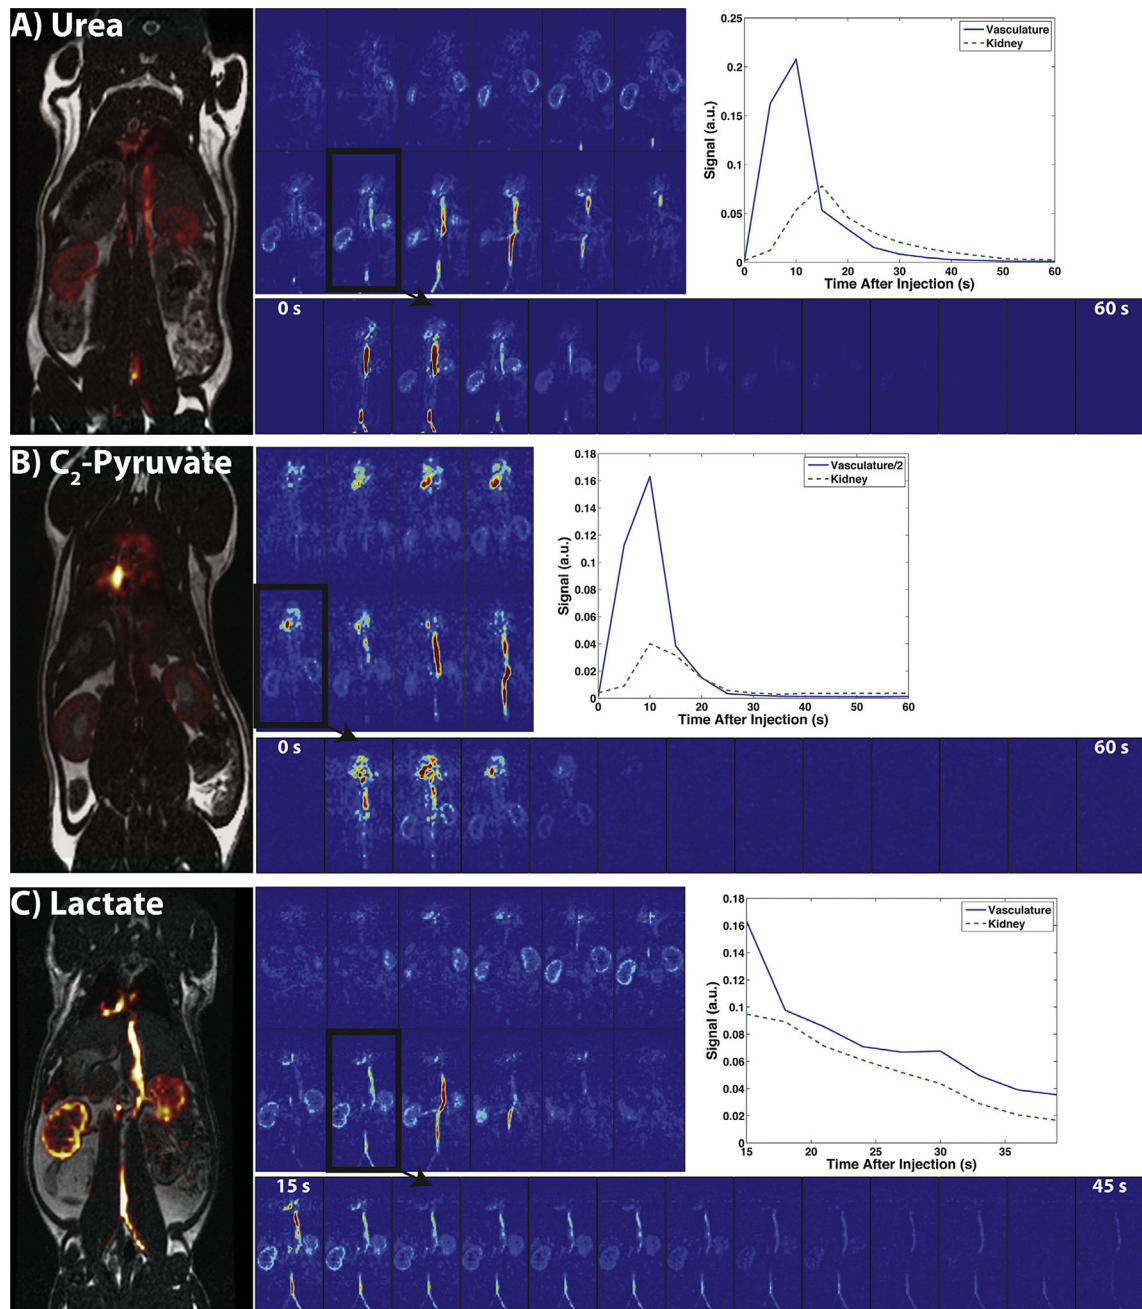 A) Urea
0.25
0.2
0.15
0.1
0.05
0
Signal (a.u.)
Vasculature
Kidney
0 10 20 30 40 50 60
Time After Injection (s)
0 s
60 s
B) C2-Pyruvate
0.18
0.16
0.14
0.12
0.1
0.08
0.06
0.04
0.02
0
Signal (a.u.)
Vasculature/2
Kidney
0 10 20 30 40 50 60
Time After Injection (s)
0 s
60 s
C) Lactate
0.18
0.16
0.14
0.12
0.1
0.08
0.06
0.04
0.02
0
Signal (a.u.)
Vasculature
Kidney
15 20 25 30 35
Time After Injection (s)
15 s
45 s